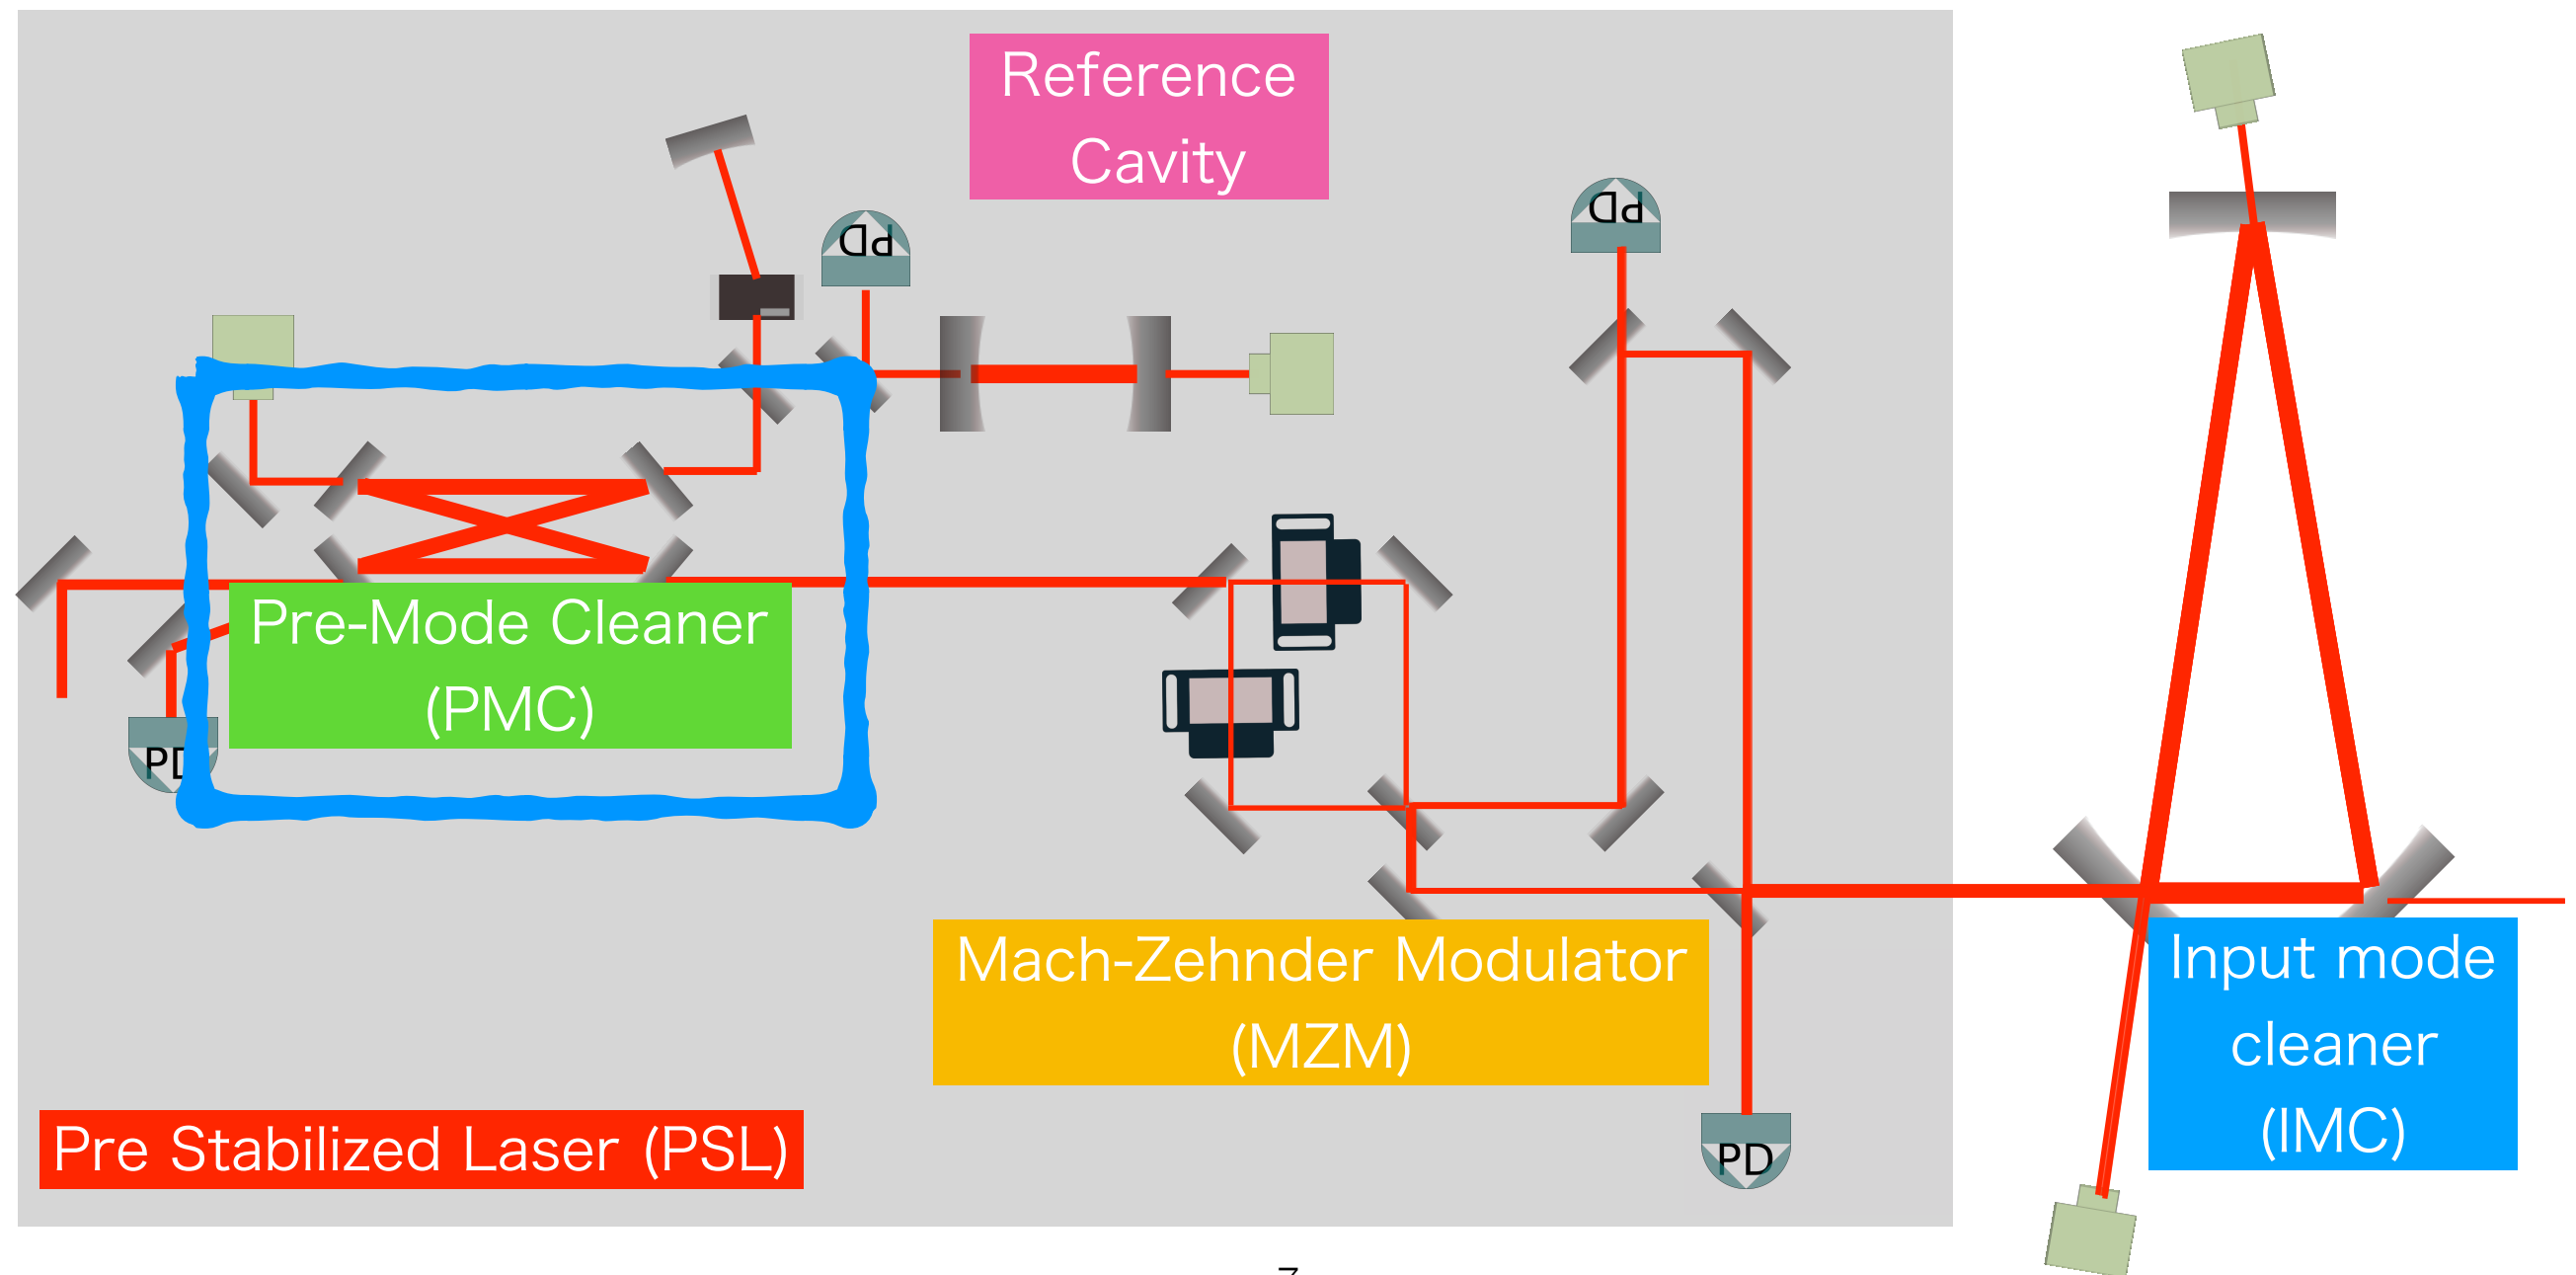 Reference
Cavity
PD
PD
Pre-Mode Cleaner
(PMC)
PD
Mach-Zehnder Modulator
(MZM)
Input mode
cleaner
(IMC)
Pre Stabilized Laser (PSL)
PD